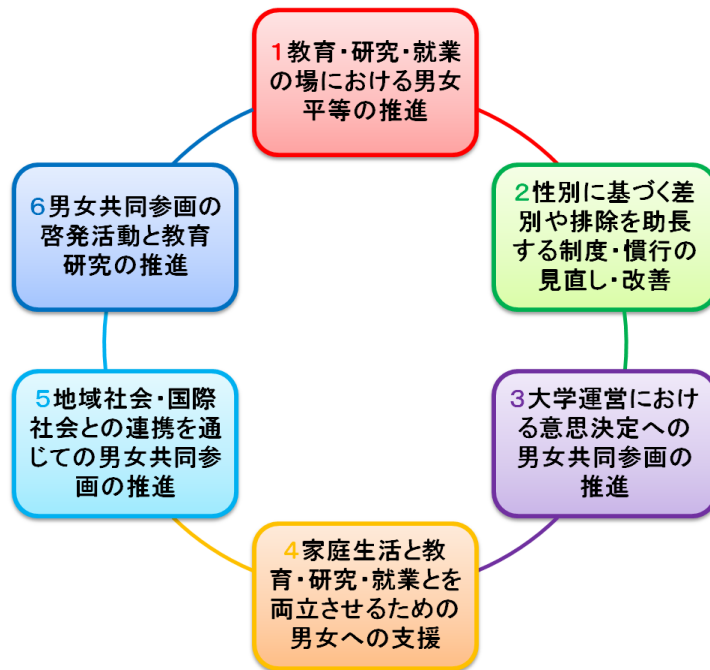 1教育・研究・就業
の場における男女
平等の推進
2性別に基づく差
別や排除を助長
する制度・慣行の
見直し・改善
3大学運営におけ
る意思決定への
男女共同参画の
推進
4家庭生活と教
育・研究・就業とを
両立させるための
男女への支援
5地域社会・国際
社会との連携を通
じての男女共同参
画の推進
6男女共同参画の
啓発活動と教育
研究の推進